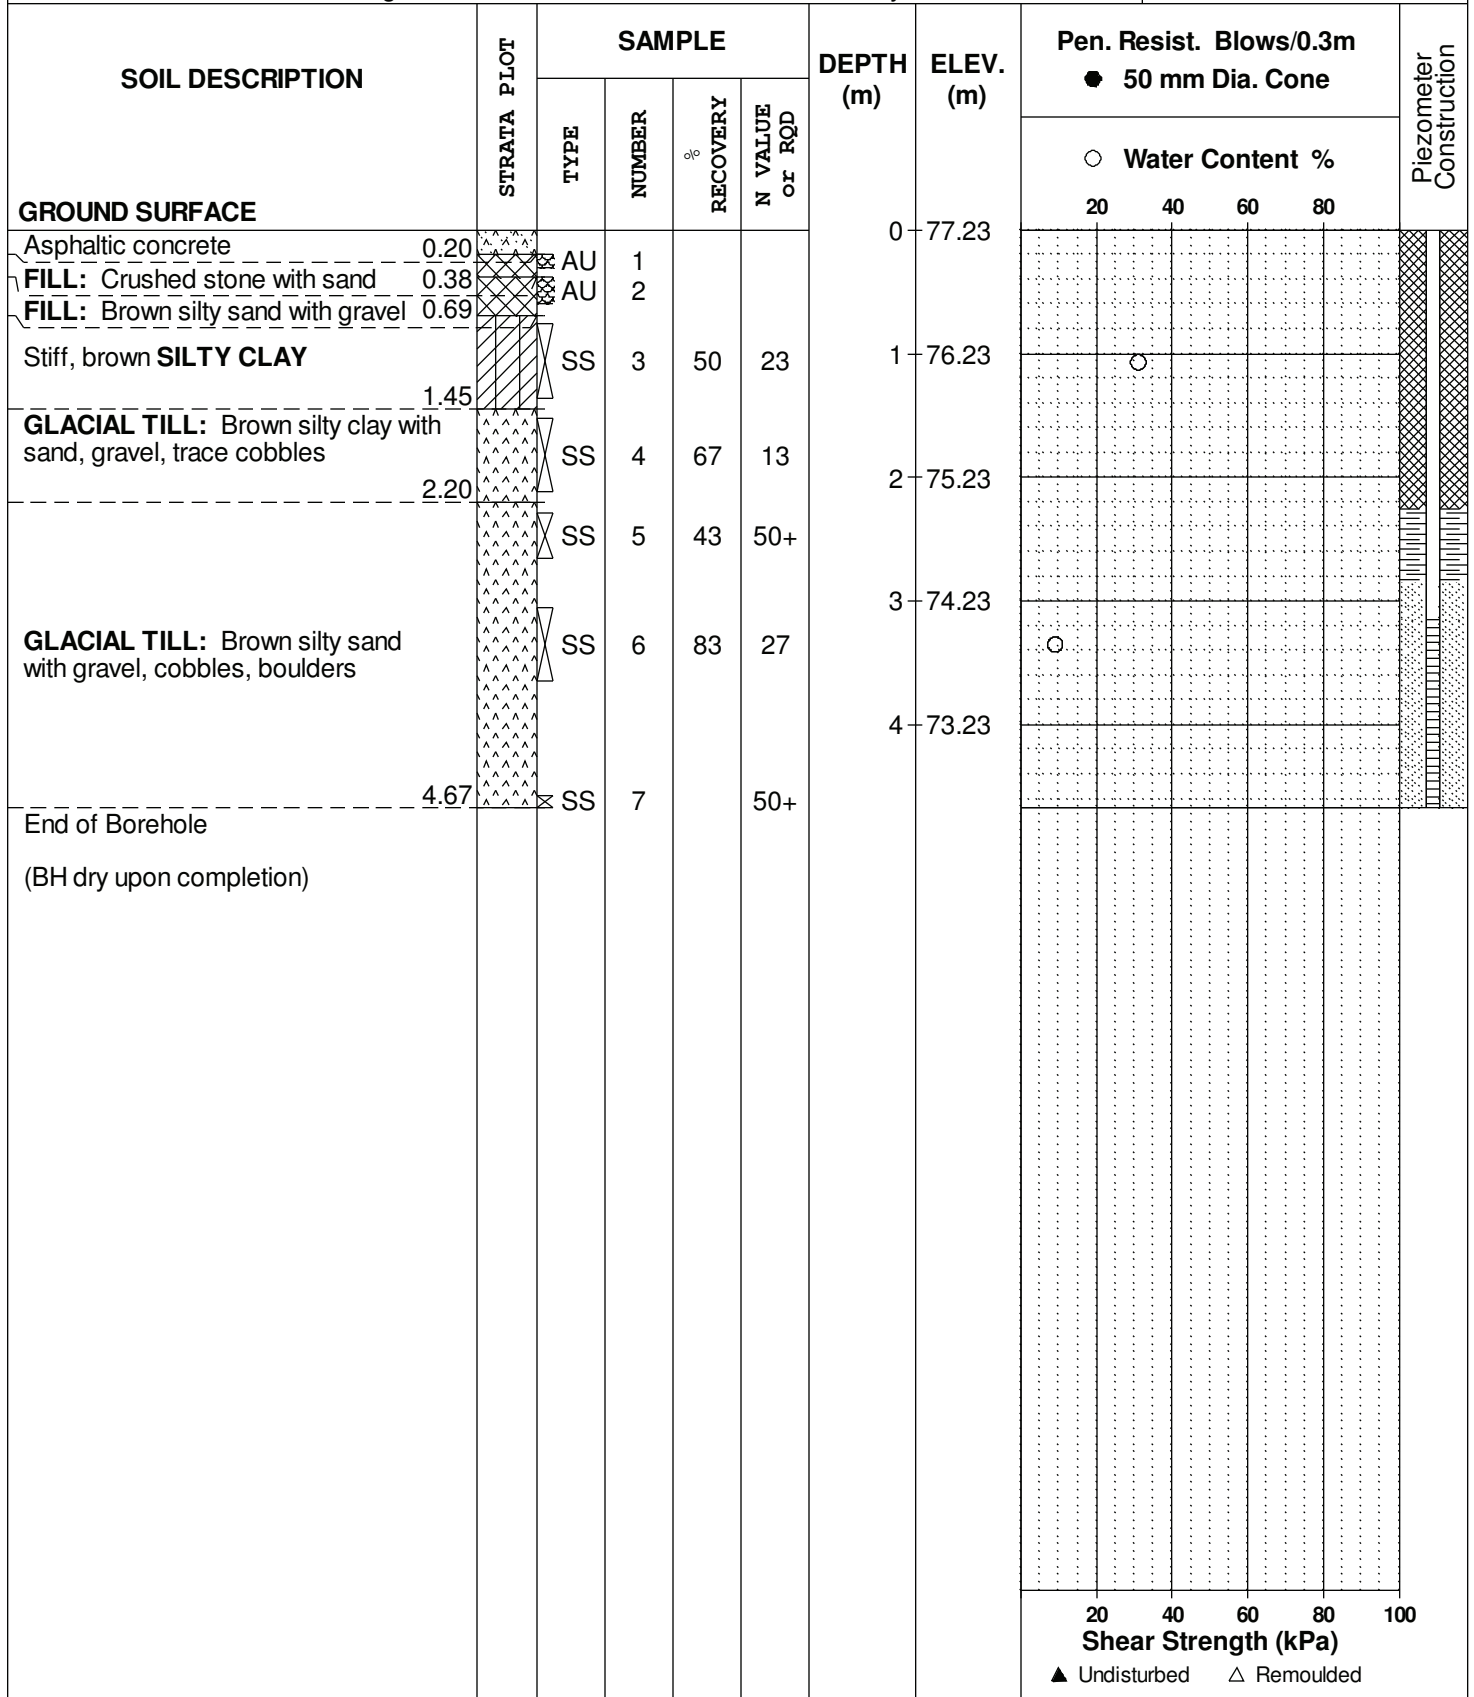 SOIL DESCRIPTION
STRATA PLOT
SAMPLE
TYPE
NUMBER
% RECOVERY
N VALUE or RQD
DEPTH (m)
ELEV. (m)
Pen. Resist. Blows/0.3m
● 50 mm Dia. Cone
○ Water Content %
20 40 60 80
Piezometer Construction
GROUND SURFACE
0 77.23
Asphaltic concrete 0.20
AU 1
FILL: Crushed stone with sand 0.38
AU 2
FILL: Brown silty sand with gravel 0.69
Stiff, brown SILTY CLAY
SS 3 50 23
1 76.23
1.45
GLACIAL TILL: Brown silty clay with
sand, gravel, trace cobbles
SS 4 67 13
2 75.23
2.20
SS 5 43 50+
3 74.23
GLACIAL TILL: Brown silty sand
with gravel, cobbles, boulders
SS 6 83 27
4 73.23
4.67
SS 7 50+
End of Borehole
(BH dry upon completion)
20 40 60 80 100
Shear Strength (kPa)
▲ Undisturbed △ Remoulded